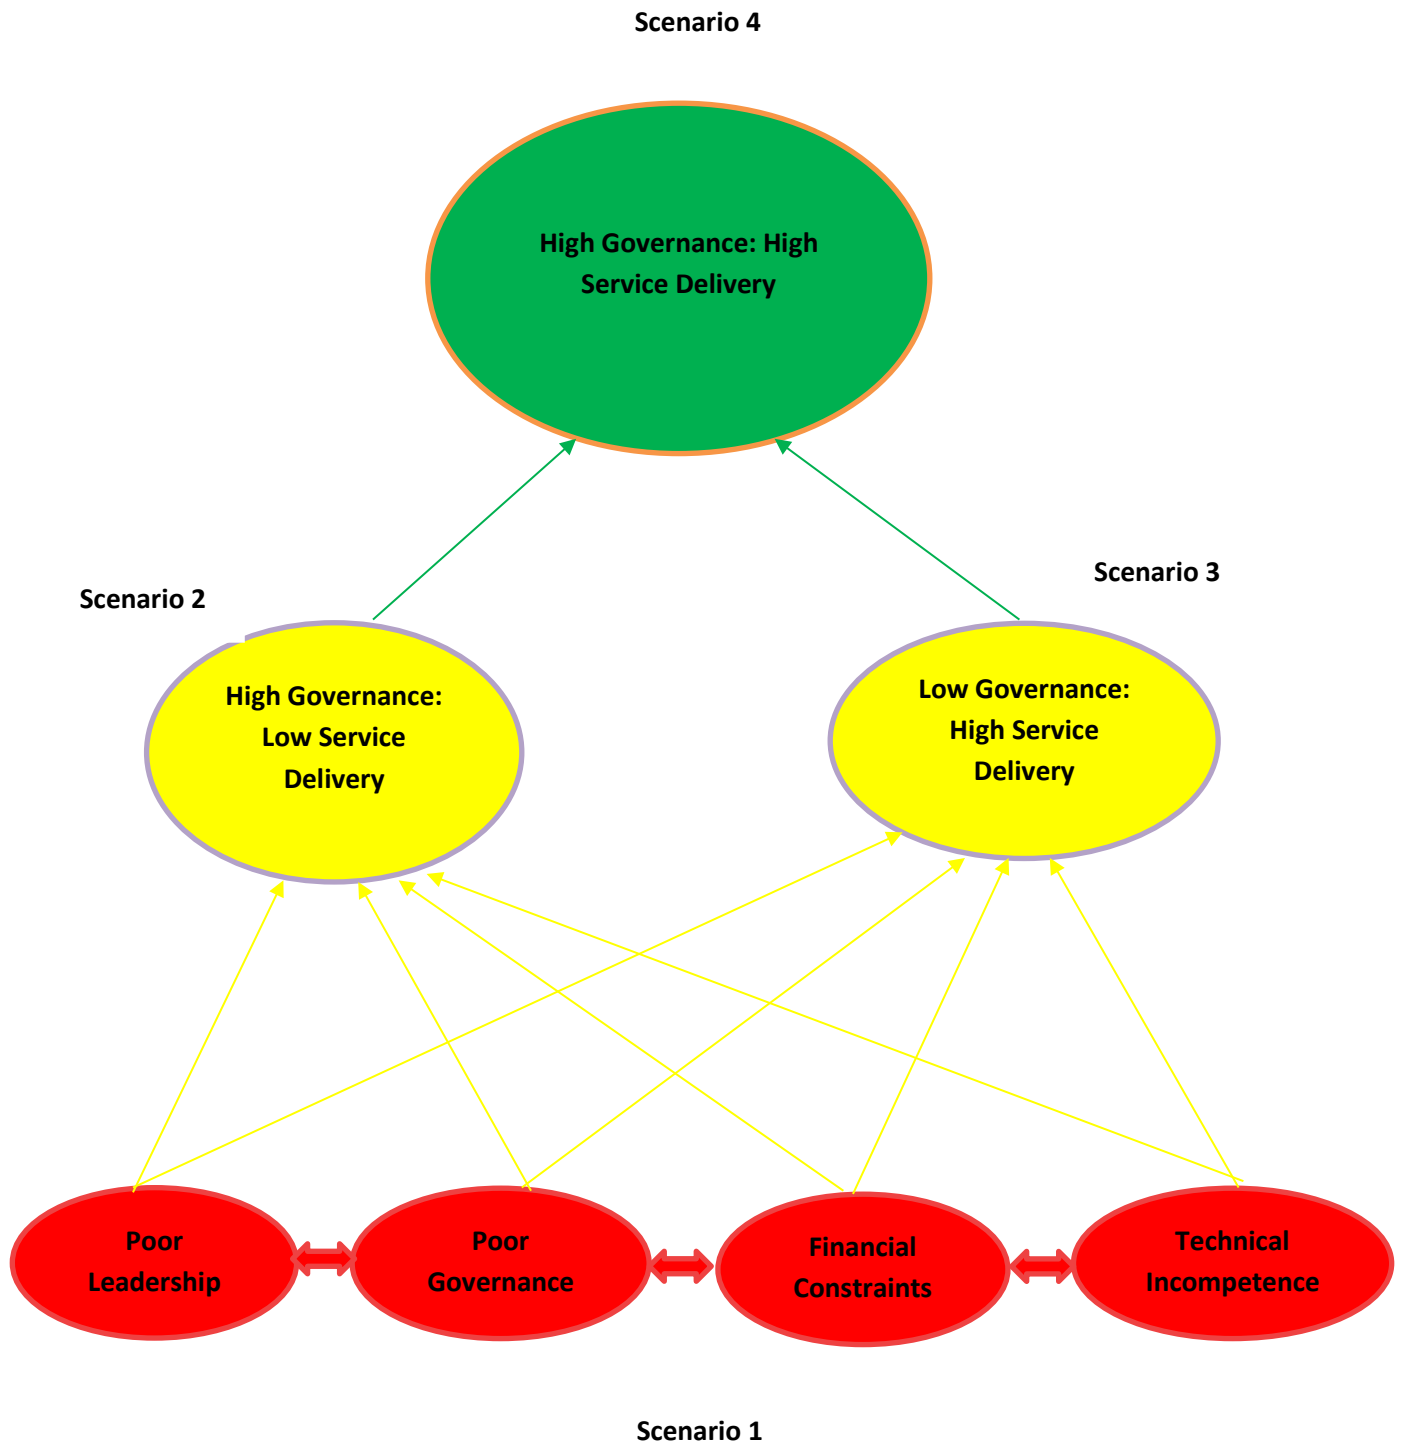 Scenario 4
High Governance: High
Service Delivery
Scenario 3
Scenario 2
High Governance:
Low Service
Delivery
Low Governance:
High Service
Delivery
Poor
Leadership
Poor
Governance
Financial
Constraints
Technical
Incompetence
Scenario 1